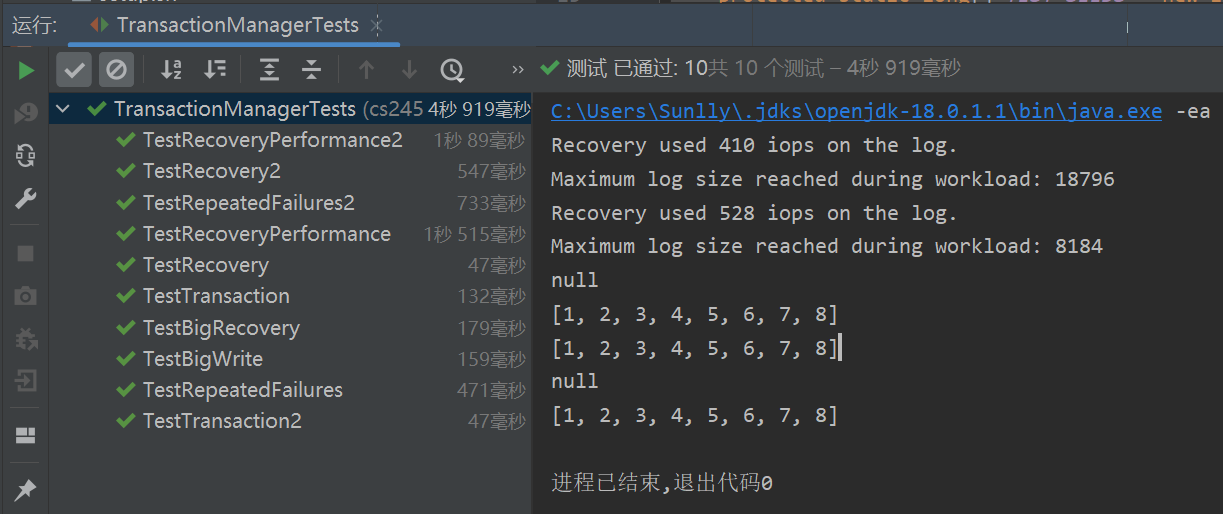 运行: TransactionManagerTests
测试 已通过: 10共 10 个测试 – 4秒 919毫秒
TransactionManagerTests (cs245 4秒 919毫秒
TestRecoveryPerformance2 1秒 89毫秒
TestRecovery2 547毫秒
TestRepeatedFailures2 733毫秒
TestRecoveryPerformance 1秒 515毫秒
TestRecovery 47毫秒
TestTransaction 132毫秒
TestBigRecovery 179毫秒
TestBigWrite 159毫秒
TestRepeatedFailures 471毫秒
TestTransaction2 47毫秒
C:\Users\Sunlly\.jdks\openjdk-18.0.1.1\bin\java.exe -ea
Recovery used 410 iops on the log.
Maximum log size reached during workload: 18796
Recovery used 528 iops on the log.
Maximum log size reached during workload: 8184
null
[1, 2, 3, 4, 5, 6, 7, 8]
[1, 2, 3, 4, 5, 6, 7, 8]
null
[1, 2, 3, 4, 5, 6, 7, 8]
进程已结束,退出代码0